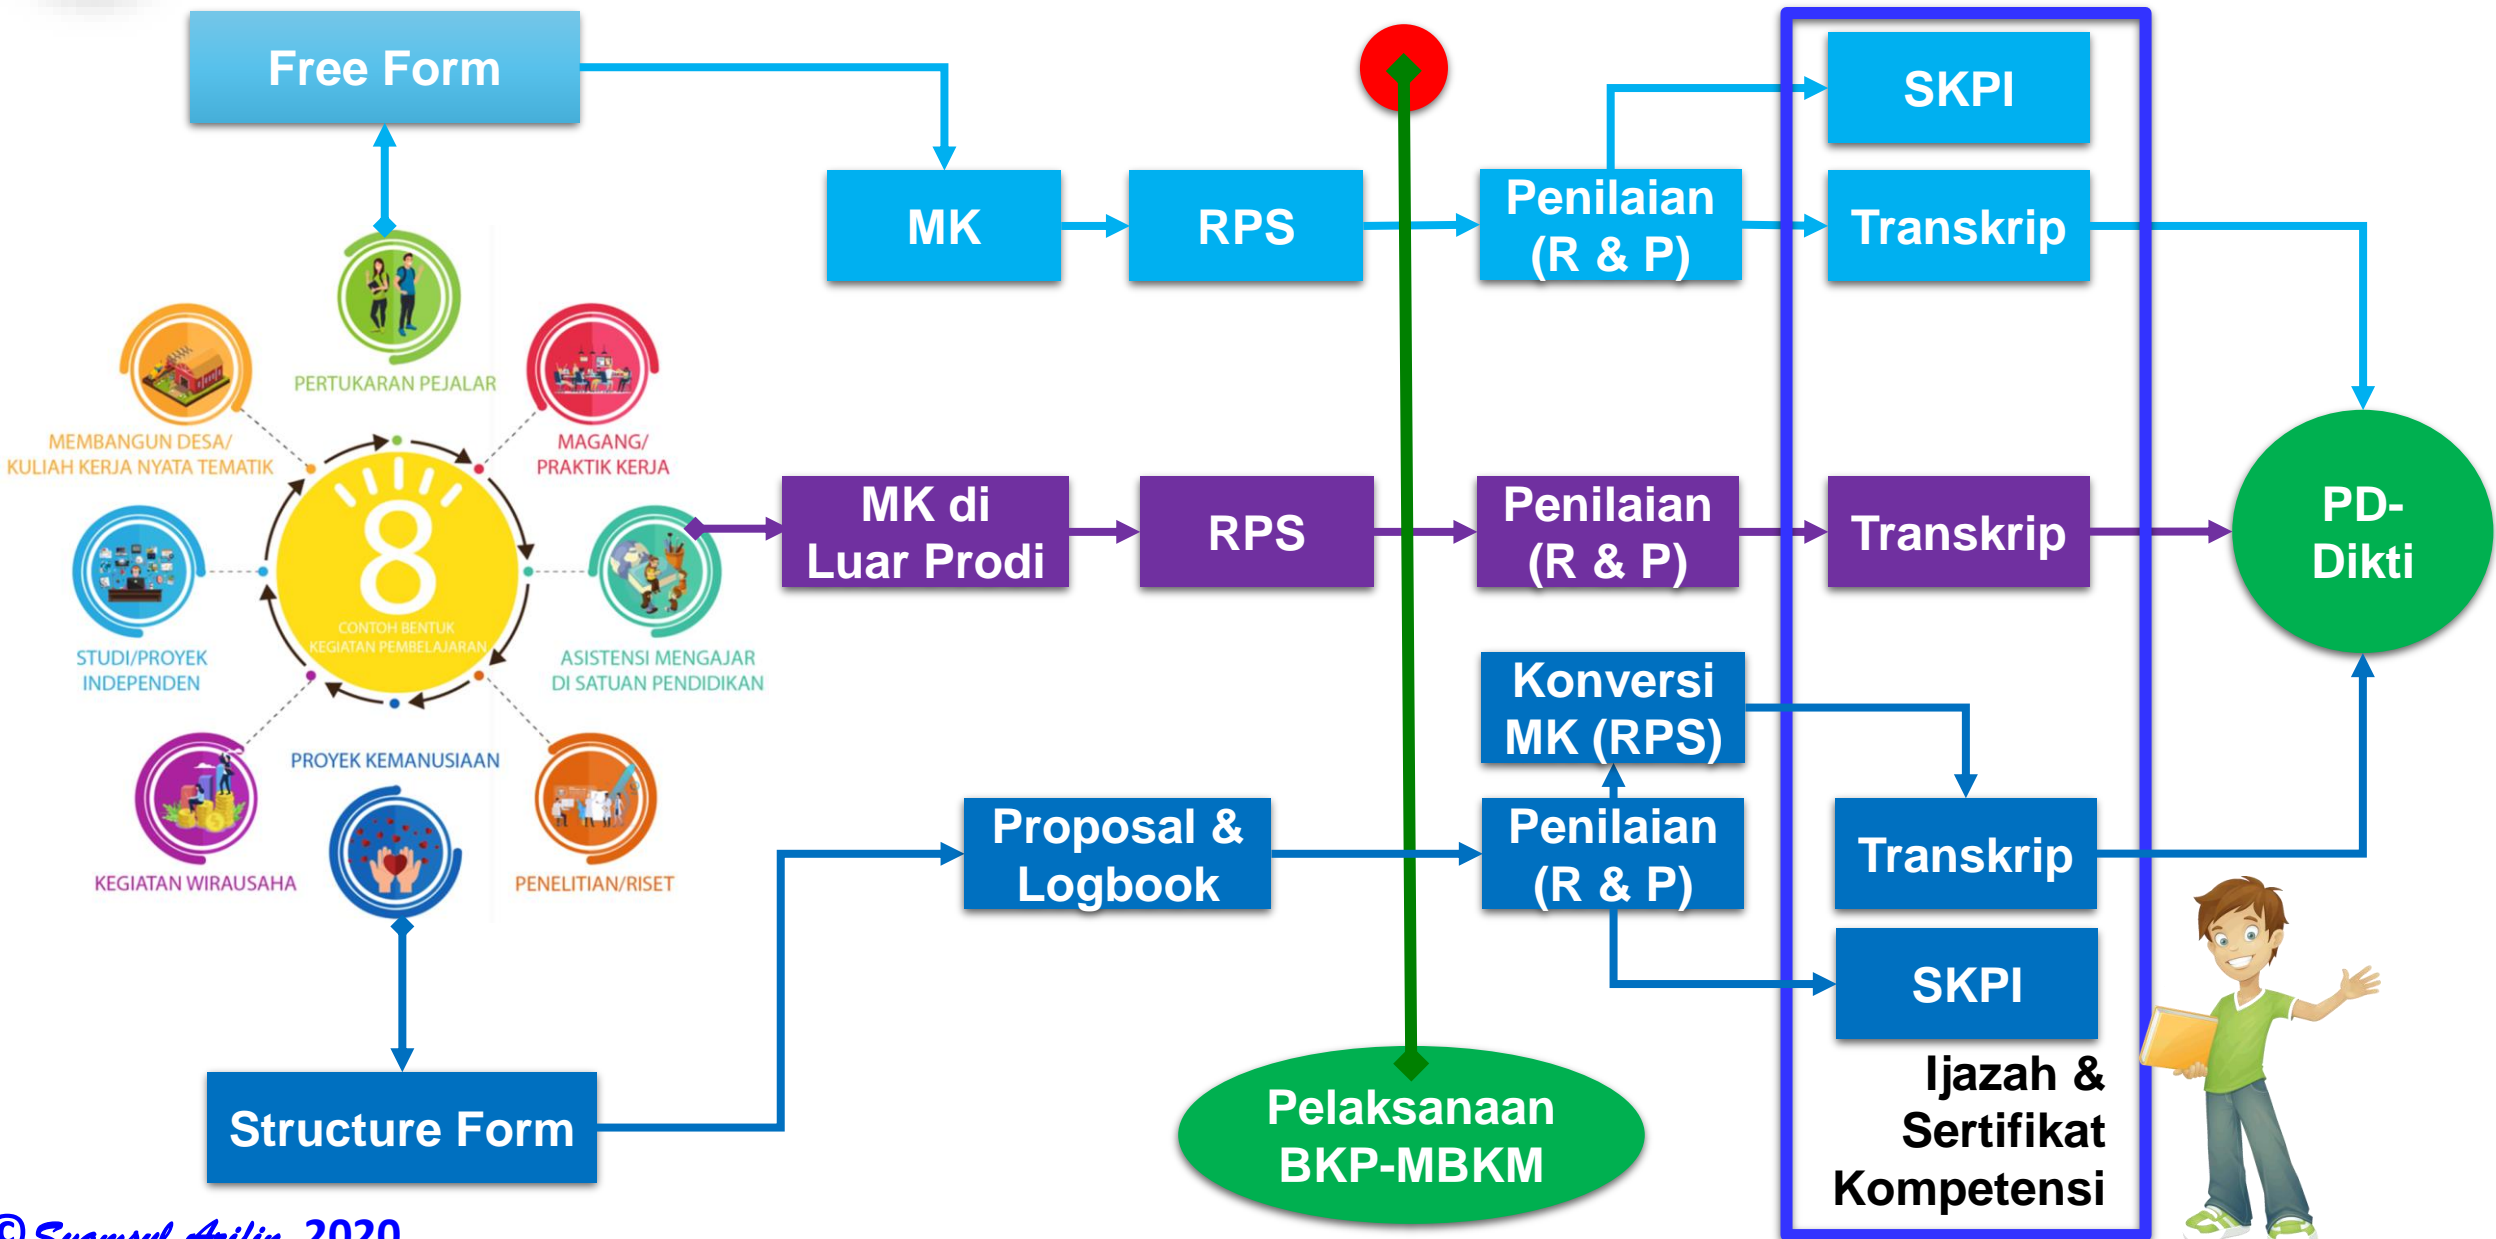 Free Form
SKPI
MK
RPS
Penilaian
(R & P)
Transkrip
PERTUKARAN PEJALAR
MEMBANGUN DESA/
KULIAH KERJA NYATA TEMATIK
MAGANG/
PRAKTIK KERJA
8
CONTOH BENTUK
KEGIATAN PEMBELAJARAN
STUDI/PROYEK
INDEPENDEN
ASISTENSI MENGAJAR
DI SATUAN PENDIDIKAN
KEGIATAN WIRAUSAHA
PROYEK KEMANUSIAAN
PENELITIAN/RISET
MK di
Luar Prodi
RPS
Penilaian
(R & P)
Transkrip
PD-
Dikti
Konversi
MK (RPS)
Proposal &
Logbook
Penilaian
(R & P)
Transkrip
SKPI
Structure Form
Pelaksanaan
BKP-MBKM
Ijazah &
Sertifikat
Kompetensi
© Syamsul Arifin, 2020